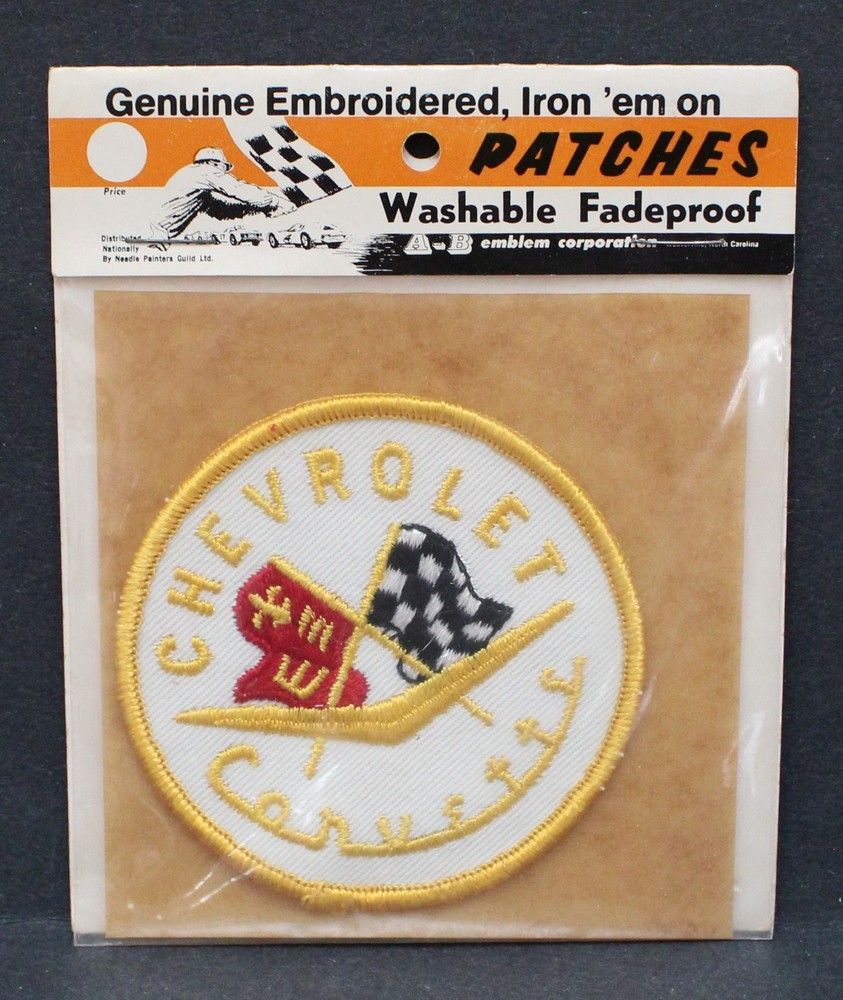 Genuine Embroidered, Iron 'em on
PATCHES
Price
Washable Fadeproof
Distributed
Nationally
By Needle Painters Guild Ltd.
A-B emblem corporation North Carolina
CHEVROLET
Corvette